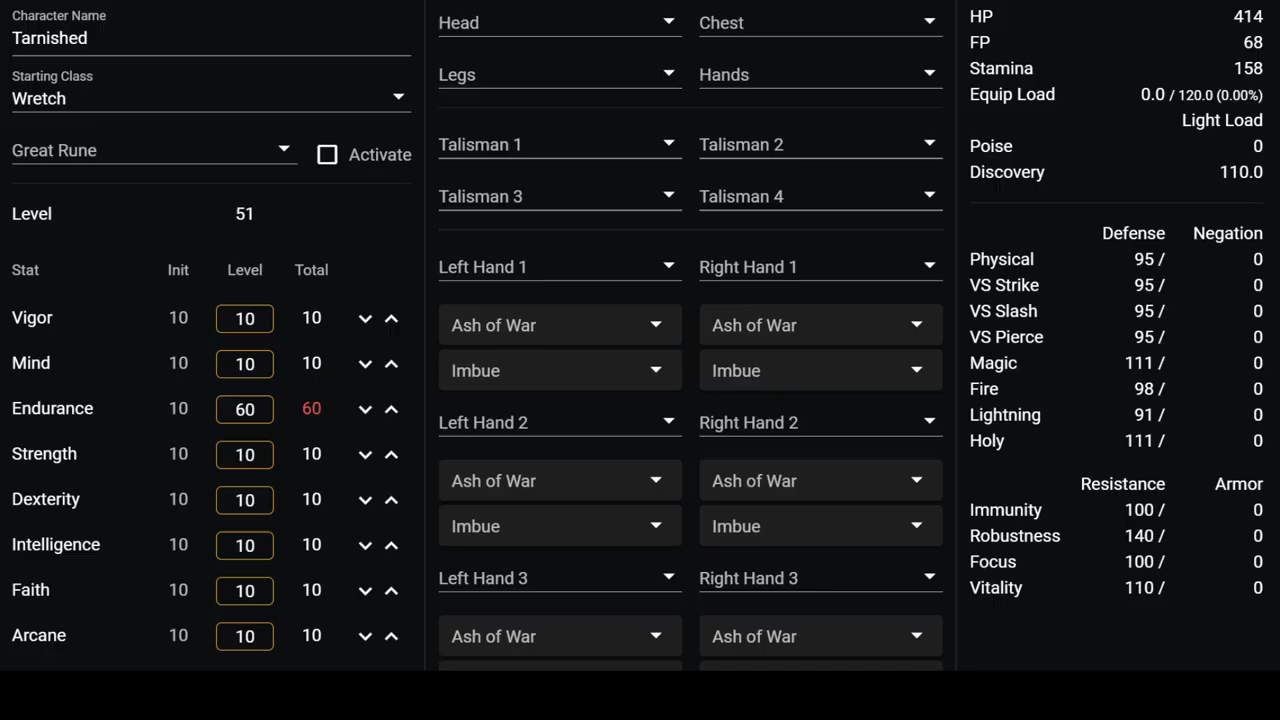 Character Name
Tarnished
Starting Class
Wretch
Great Rune
Activate
Level 51
Stat Init Level Total
Vigor 10 10 10
Mind 10 10 10
Endurance 10 60 60
Strength 10 10 10
Dexterity 10 10 10
Intelligence 10 10 10
Faith 10 10 10
Arcane 10 10 10
Head Chest
Legs Hands
Talisman 1 Talisman 2
Talisman 3 Talisman 4
Left Hand 1 Right Hand 1
Ash of War Ash of War
Imbue Imbue
Left Hand 2 Right Hand 2
Ash of War Ash of War
Imbue Imbue
Left Hand 3 Right Hand 3
Ash of War Ash of War
HP 414
FP 68
Stamina 158
Equip Load 0.0 / 120.0 (0.00%)
Light Load
Poise 0
Discovery 110.0
Defense Negation
Physical 95 / 0
VS Strike 95 / 0
VS Slash 95 / 0
VS Pierce 95 / 0
Magic 111 / 0
Fire 98 / 0
Lightning 91 / 0
Holy 111 / 0
Resistance Armor
Immunity 100 / 0
Robustness 140 / 0
Focus 100 / 0
Vitality 110 / 0